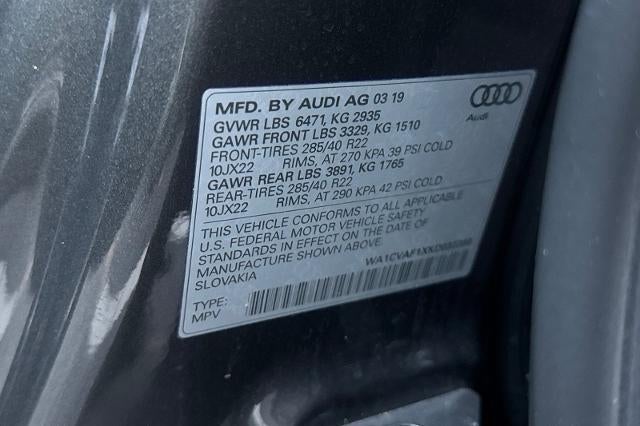 MFD. BY AUDI AG 03 19
GVWR LBS 6471, KG 2935
GAWR FRONT LBS 3329, KG 1510
FRONT-TIRES 285/40 R22
10JX22 RIMS, AT 270 KPA 39 PSI COLD
GAWR REAR LBS 3891, KG 1765
REAR-TIRES 285/40 R22
10JX22 RIMS, AT 290 KPA 42 PSI COLD
THIS VEHICLE CONFORMS TO ALL APPLICABLE
U.S. FEDERAL MOTOR VEHICLE SAFETY
STANDARDS IN EFFECT ON THE DATE OF
MANUFACTURE SHOWN ABOVE.
SLOVAKIA
TYPE:
MPV
Audi